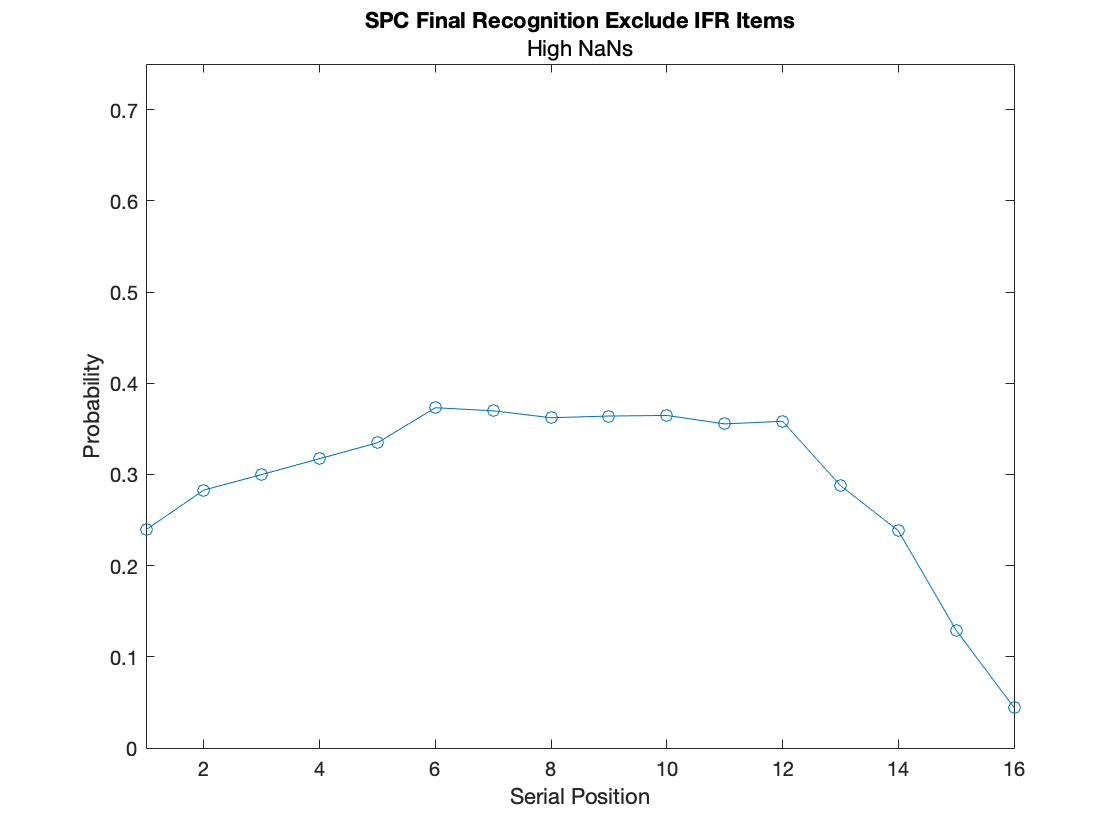 SPC Final Recognition Exclude IFR Items
High NaNs
0.7
0.6
0.5
0.4
0.3
0.2
0.1
0
Probability
2 4 6 8 10 12 14 16
Serial Position